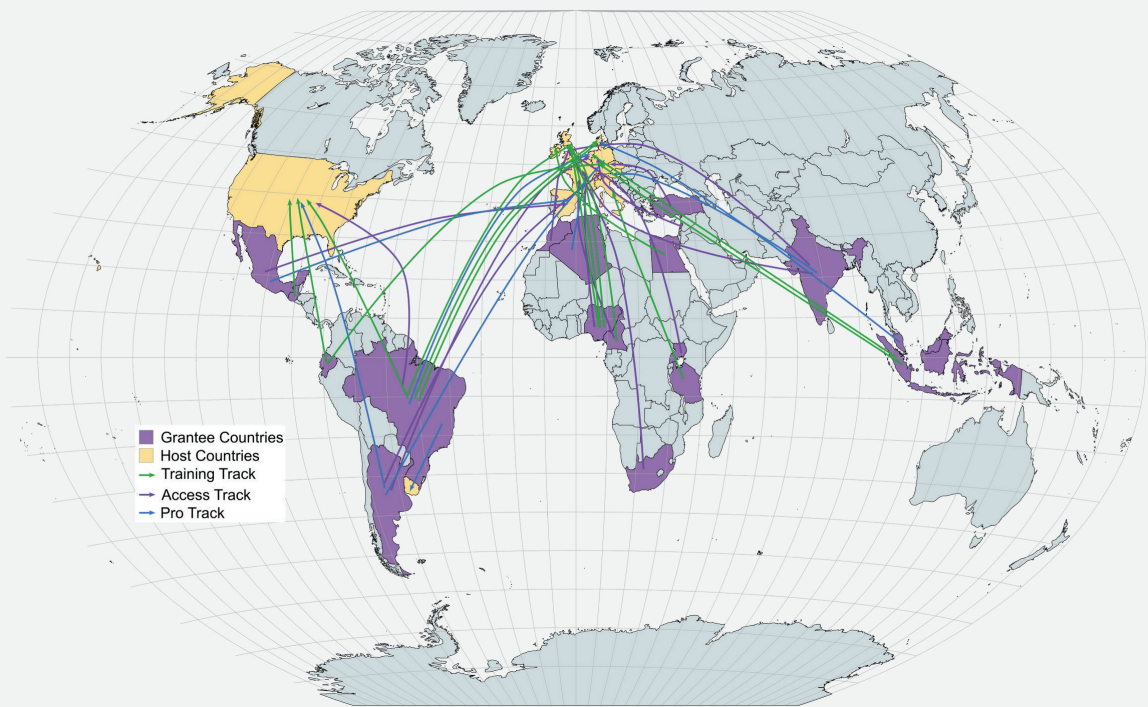 Grantee Countries
Host Countries
Training Track
Access Track
Pro Track